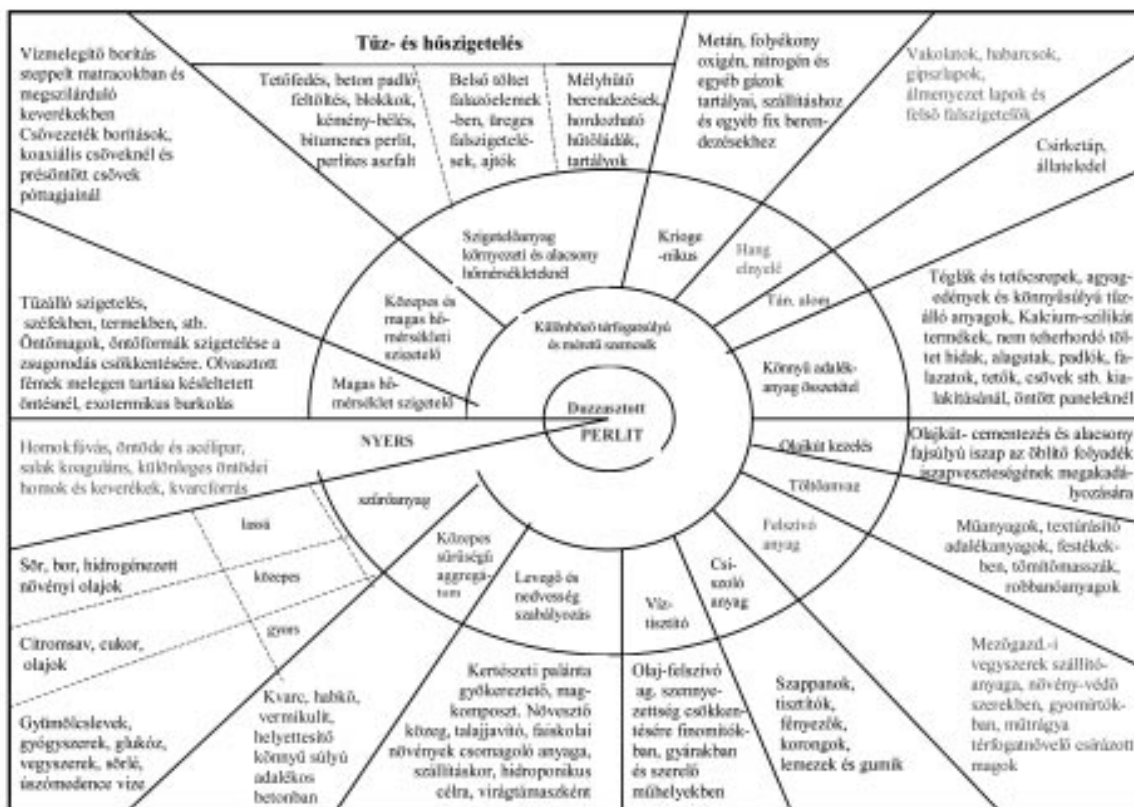 Vízmelegítő borítás
steppelt matracokban és
megszilárduló
keverékekben
Csővezeték borítások,
koaxiális csöveknél és
présöntött csövek
póttagjainál
Tűz- és hőszigetelés
Tetőfedés, beton padló
feltöltés, blokkok,
kémény-bélés,
bitumenes perlit,
perlites aszfalt
Belső töltet
falazóelemek
-ben, üreges
falszigetelé-
sek, ajtók
Mélyhűtő
berendezések,
hordozható
hűtőládák,
tartályok
Metán, folyékony
oxigén, nitrogén és
egyéb gázok
tartályai, szállításhoz
és egyéb fix beren-
dezésekhez
Vakolatok, habarcsok,
gipszlapok,
álmenyezet lapok és
felső falszigetelők
Csirketáp,
állateledel
Szigetelőanyag
környezeti és alacsony
hőmérsékleteknél
Krioge
-nikus
Hang
elnyelő
Tán. alom
Közepes és
magas hő-
mérsékleti
szigetelő
Különböző térfogatsúlyú
és méretű szemcsék
Tűzálló szigetelés,
széfekben, termekben, stb.
Öntőmagok, öntőformák szigetelése a
zsugorodás csökkentésére. Olvasztott
fémek melegen tartása késleltetett
öntésnél, exotermikus burkolás
Magas hő-
mérséklet szigetelő
Könnyű adalék-
anyag összetétel
Téglák és tetőcserepek, agyag-
edények és könnyűsúlyú tűz-
álló anyagok, Kalcium-szilikát
termékek, nem teherhordó töl-
tet hidak, alagutak, padlók, fa-
lazatok, tetők, csövek stb. kia-
lakításánál, öntött paneleknél
Duzzasztott
PERLIT
NYERS
Homokfúvás, öntöde és acélipar,
salak koaguláns, különleges öntödei
homok és keverékek, kvarcforrás
Olajkút kezelés
Olajkút- cementezés és alacsony
fajsúlyú iszap az öblítő folyadék
iszapveszteségének megakadá-
lyozására
szűrőanyag
Töltőanyag
lassú
közepes
gyors
Sör, bor, hidrogénezett
növényi olajok
Citromsav, cukor,
olajok
Gyümölcslevek,
gyógyszerek, glukóz,
vegyszerek, sörlé,
úszómedence vize
Közepes
sűrűségű
aggregá-
tum
Levegő és
nedvesség
szabályozás
Víz-
tisztító
Csi-
szoló
anyag
Felszívó
anyag
Műanyagok, textúrásító
adalékanyagok, festékek-
ben, tömítőmasszák,
robbanóanyagok
Kvarc, habkő,
vermikulit,
helyettesítő
könnyű súlyú
adalékos
betonban
Kertészeti palánta
gyökereztető, mag-
komposzt. Növesztő
közeg, talajjavító, faiskolai
növények csomagoló anyaga,
szállításkor, hidroponikus
célra, virágtámaszként
Olaj-felszívó
ag. szennye-
zettség csökken-
tésére finomítók-
ban, gyárakban
és szerelő
műhelyekben
Szappanok,
tisztítók,
fényezők,
korongok,
lemezek és gumik
Mezőgazd.-i
vegyszerek szállító-
anyaga, növény-védő
szerekben, gyomirtók-
ban, műtrágya
térfogatnövelő csírázott
magok